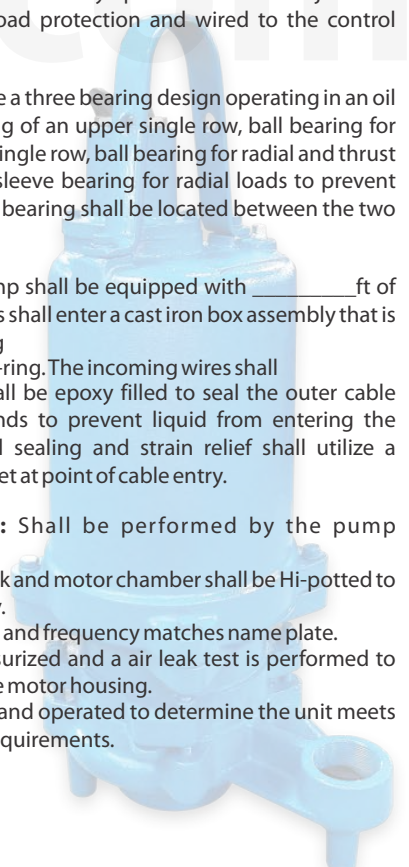 com
oad protection and wired to the control
e a three bearing design operating in an oil
g of an upper single row, ball bearing for
ingle row, ball bearing for radial and thrust
sleeve bearing for radial loads to prevent
bearing shall be located between the two
mp shall be equipped with _________ft of
s shall enter a cast iron box assembly that is
g
-ring. The incoming wires shall
all be epoxy filled to seal the outer cable
nds to prevent liquid from entering the
d sealing and strain relief shall utilize a
et at point of cable entry.
: Shall be performed by the pump
k and motor chamber shall be Hi-potted to
y.
and frequency matches name plate.
surized and a air leak test is performed to
e motor housing.
and operated to determine the unit meets
quirements.